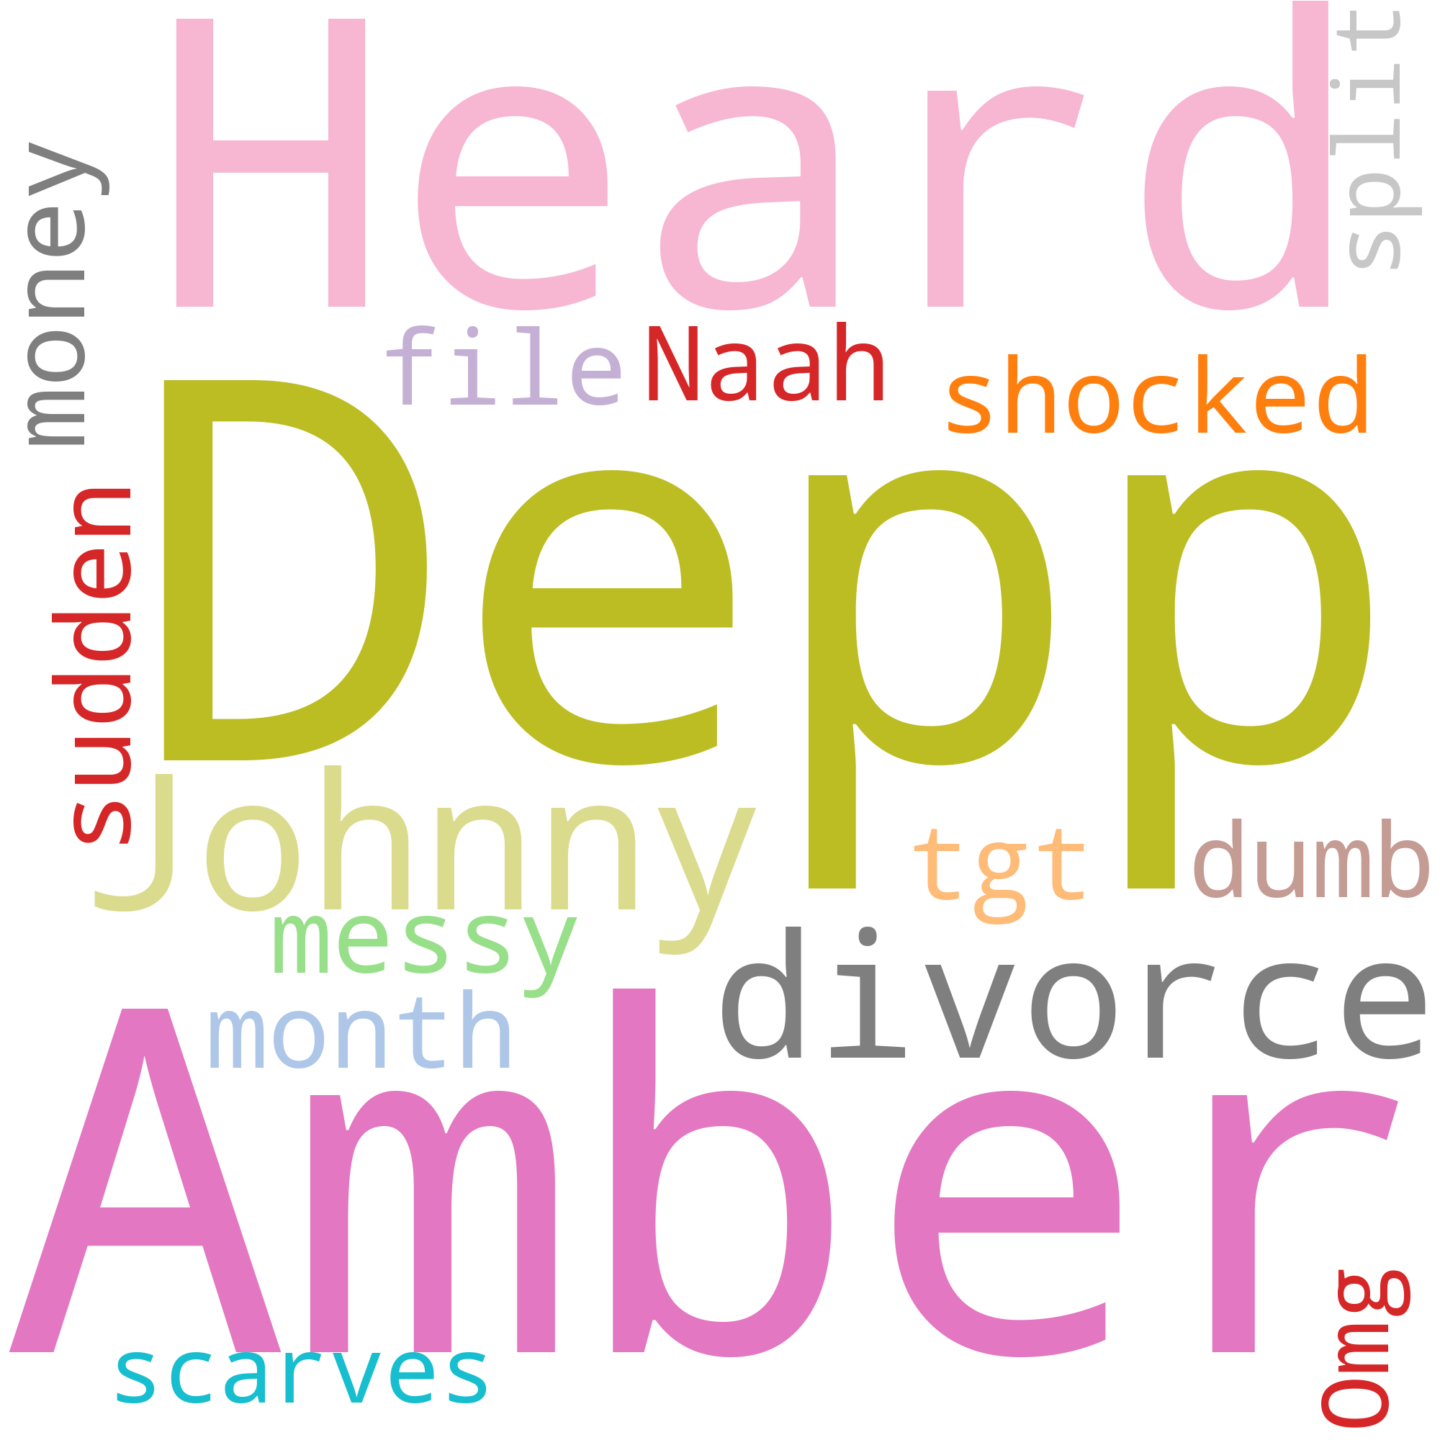 Heard
split
money
file
Naah
shocked
Depp
sudden
Johnny
tgt
dumb
messy
divorce
month
Amber
Omg
scarves